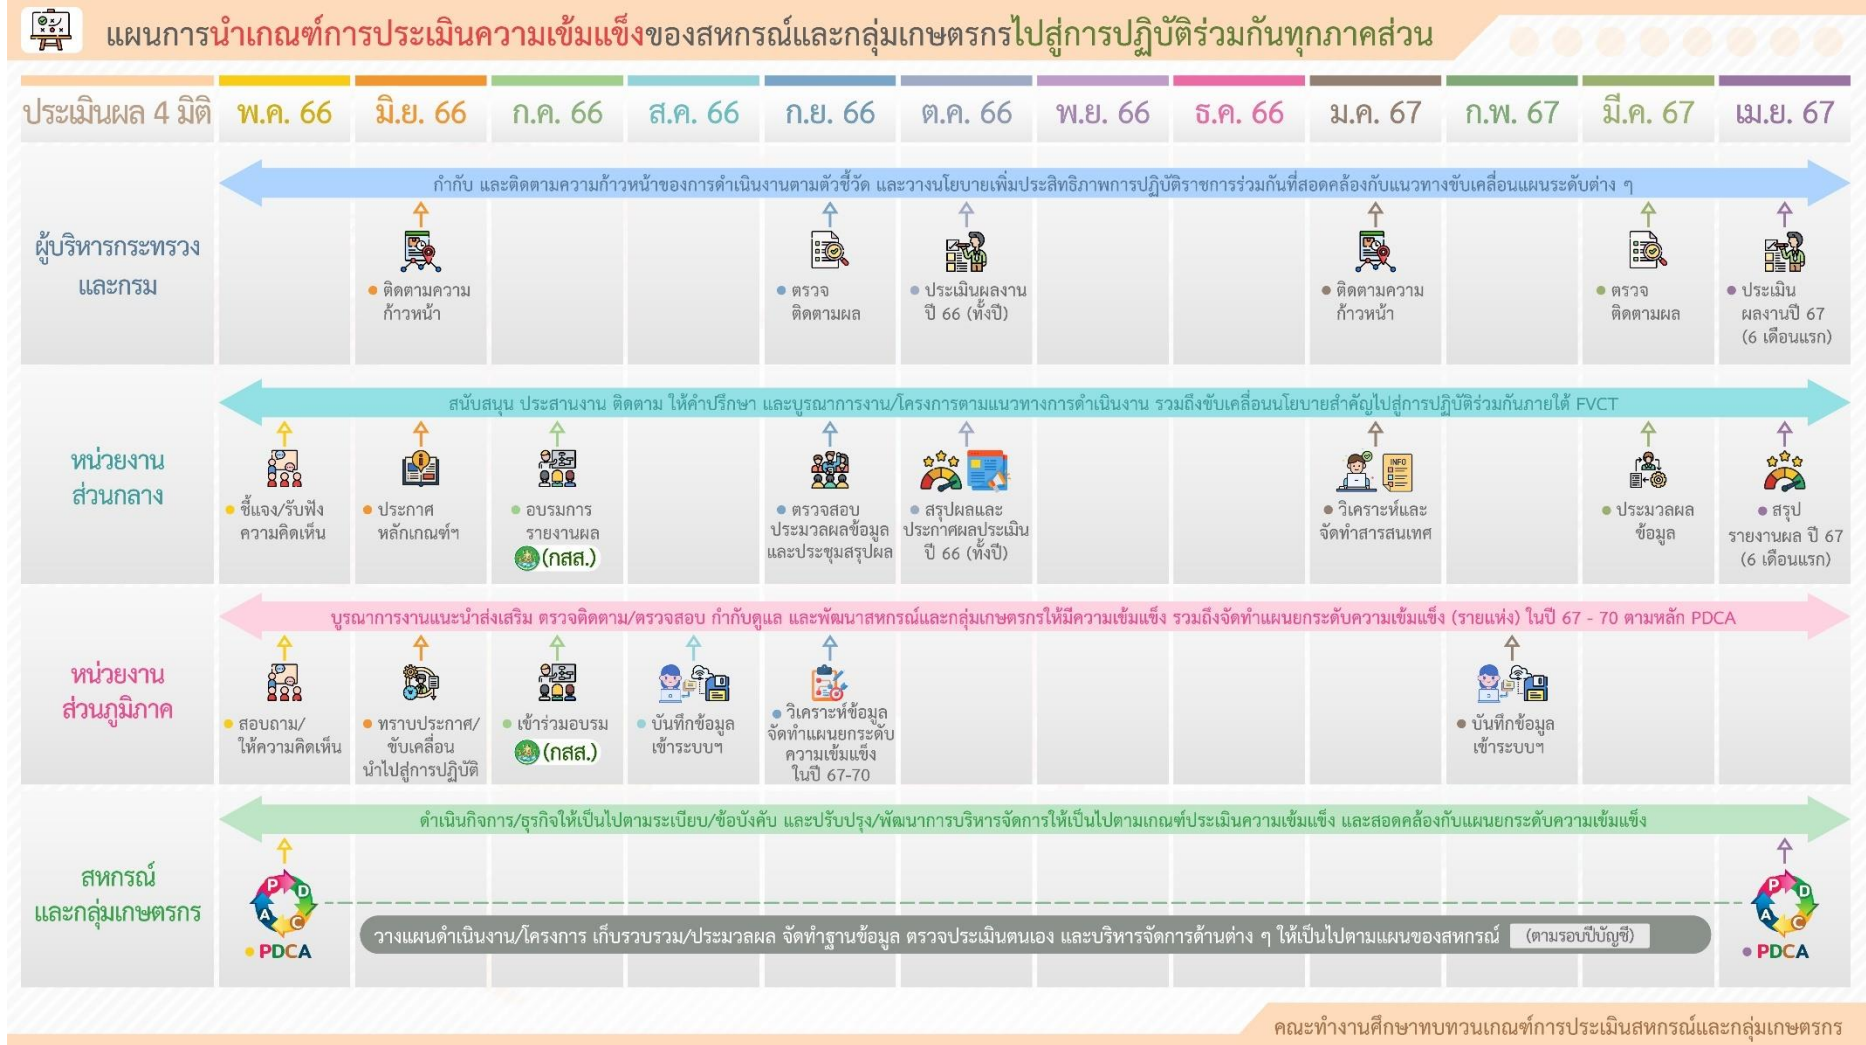 แผนการนำเกณฑ์การประเมินความเข้มแข็งของสหกรณ์และกลุ่มเกษตรกรไปสู่การปฏิบัติร่วมกันทุกภาคส่วน
ประเมินผล 4 มิติ
พ.ค. 66
มิ.ย. 66
ก.ค. 66
ส.ค. 66
ก.ย. 66
ต.ค. 66
พ.ย. 66
ธ.ค. 66
ม.ค. 67
ก.พ. 67
มี.ค. 67
เม.ย. 67
ผู้บริหารกระทรวง
และกรม
กำกับ และติดตามความก้าวหน้าของการดำเนินงานตามตัวชี้วัด และวางนโยบายเพิ่มประสิทธิภาพการปฏิบัติราชการร่วมกันที่สอดคล้องกับแนวทางขับเคลื่อนแผนระดับต่าง ๆ
ติดตามความ
ก้าวหน้า
ตรวจ
ติดตามผล
ประเมินผลงาน
ปี 66 (ทั้งปี)
ติดตามความ
ก้าวหน้า
ตรวจ
ติดตามผล
ประเมิน
ผลงานปี 67
(6 เดือนแรก)
หน่วยงาน
ส่วนกลาง
สนับสนุน ประสานงาน ติดตาม ให้คำปรึกษา และบูรณาการงาน/โครงการตามแนวทางการดำเนินงาน รวมถึงขับเคลื่อนนโยบายสำคัญไปสู่การปฏิบัติร่วมกันภายใต้ FVCT
ชี้แจง/รับฟัง
ความคิดเห็น
ประกาศ
หลักเกณฑ์ฯ
อบรมการ
รายงานผล
(กสส.)
ตรวจสอบ
ประมวลผลข้อมูล
และประชุมสรุปผล
สรุปผลและ
ประกาศผลประเมิน
ปี 66 (ทั้งปี)
INFO
วิเคราะห์และ
จัดทำสารสนเทศ
ประมวลผล
ข้อมูล
สรุป
รายงานผล ปี 67
(6 เดือนแรก)
หน่วยงาน
ส่วนภูมิภาค
บูรณาการงานแนะนำส่งเสริม ตรวจติดตาม/ตรวจสอบ กำกับดูแล และพัฒนาสหกรณ์และกลุ่มเกษตรกรให้มีความเข้มแข็ง รวมถึงจัดทำแผนยกระดับความเข้มแข็ง (รายแห่ง) ในปี 67 - 70 ตามหลัก PDCA
สอบถาม/
ให้ความคิดเห็น
ทราบประกาศ/
ขับเคลื่อน
นำไปสู่การปฏิบัติ
เข้าร่วมอบรม
(กสส.)
บันทึกข้อมูล
เข้าระบบฯ
วิเคราะห์ข้อมูล
จัดทำแผนยกระดับ
ความเข้มแข็ง
ในปี 67-70
บันทึกข้อมูล
เข้าระบบฯ
สหกรณ์
และกลุ่มเกษตรกร
ดำเนินกิจการ/ธุรกิจให้เป็นไปตามระเบียบ/ข้อบังคับ และปรับปรุง/พัฒนาการบริหารจัดการให้เป็นไปตามเกณฑ์ประเมินความเข้มแข็ง และสอดคล้องกับแผนยกระดับความเข้มแข็ง
P D
A C
PDCA
วางแผนดำเนินงาน/โครงการ เก็บรวบรวม/ประมวลผล จัดทำฐานข้อมูล ตรวจประเมินตนเอง และบริหารจัดการด้านต่าง ๆ ให้เป็นไปตามแผนของสหกรณ์ (ตามรอบปีบัญชี)
P D
A C
PDCA
คณะทำงานศึกษาทบทวนเกณฑ์การประเมินสหกรณ์และกลุ่มเกษตรกร